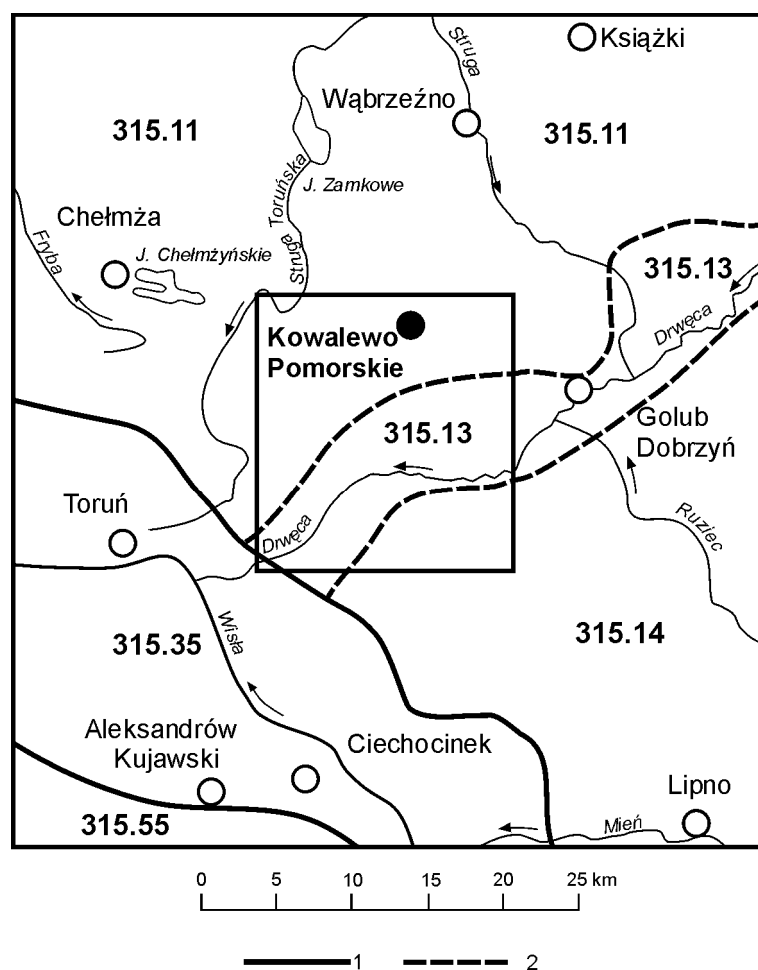 Struga
Książki
Wąbrzeźno
315.11
315.11
J. Zamkowe
Struga Toruńska
Chełmża
J. Chełmżyńskie
Fryba
315.13
Drwęca
Kowalewo
Pomorskie
315.13
Golub
Dobrzyń
Toruń
Drwęca
Ruziec
Wisła
315.35
315.14
Aleksandrów
Kujawski
Ciechocinek
Lipno
315.55
Mień
0 5 10 15 20 25 km
1 2